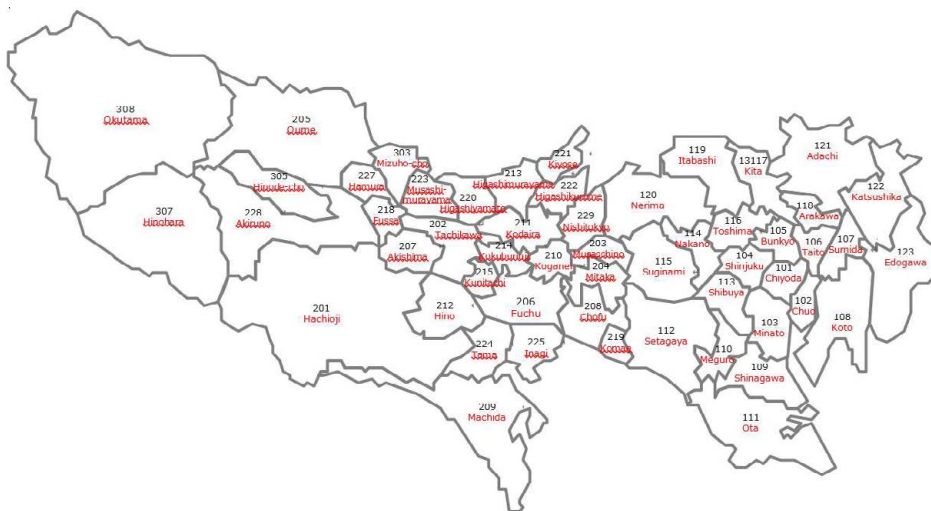 308
Okutama
205
Oume
303
Mizuho-cho
305
Hinode-cho
227
Hamura
223
Musashi-
murayama
213
Higashimurayama
221
Kiyose
222
Higashikurume
220
Higashiyamato
119
Itabashi
13117
Kita
121
Adachi
122
Katsushika
307
Hinohara
228
Akiruno
218
Fussa
202
Tachikawa
211
Kodaira
229
Nishitokyo
120
Nerima
116
Toshima
110
Arakawa
105
Bunkyo
106
Taito
107
Sumida
123
Edogawa
207
Akishima
214
Kokubunji
210
Koganei
203
Musashino
204
Mitaka
114
Nakano
115
Suginami
104
Shinjuku
101
Chiyoda
215
Kunitachi
113
Shibuya
201
Hachioji
212
Hino
206
Fuchu
208
Chofu
102
Chuo
108
Koto
103
Minato
112
Setagaya
219
Komae
224
Tama
225
Inagi
110
Meguro
109
Shinagawa
209
Machida
111
Ota